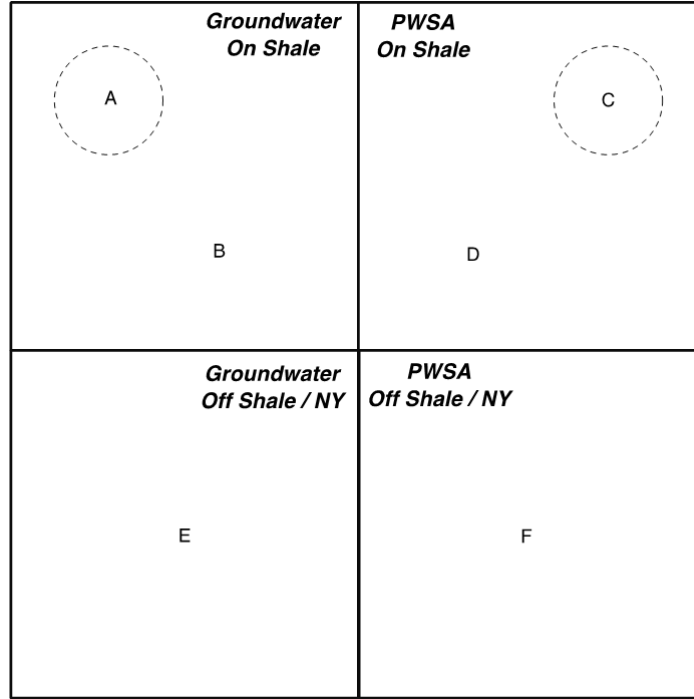 Groundwater
On Shale
PWSA
On Shale
A
C
B
D
Groundwater
Off Shale / NY
PWSA
Off Shale / NY
E
F